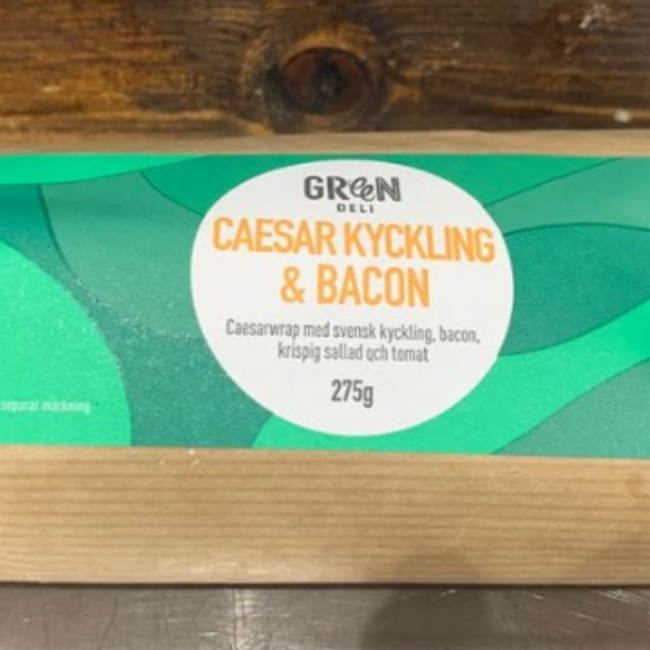 GREEN
DELI
CAESAR KYCKLING
& BACON
Caesarwrap med svensk kyckling, bacon,
krispig sallad och tomat
275g
separat märkning